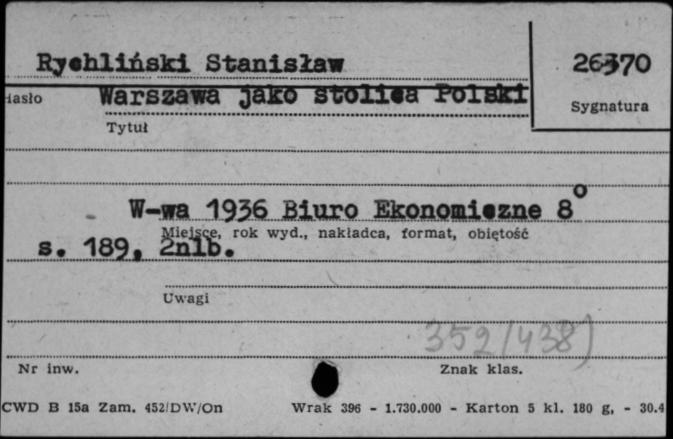 Rychliński Stanisław
26370
Hasło
Warszawa jako stolica Polski
Sygnatura
Tytuł
W-wa 1936 Biuro Ekonomiczne 8°
Miejsce, rok wyd., nakładca, format, objętość
s. 189, 2nlb.
Uwagi
352/438)
Nr inw.
Znak klas.
CWD B 15a Zam. 452/DW/On
Wrak 396 - 1.730.000 - Karton 5 kl. 180 g, - 30.4